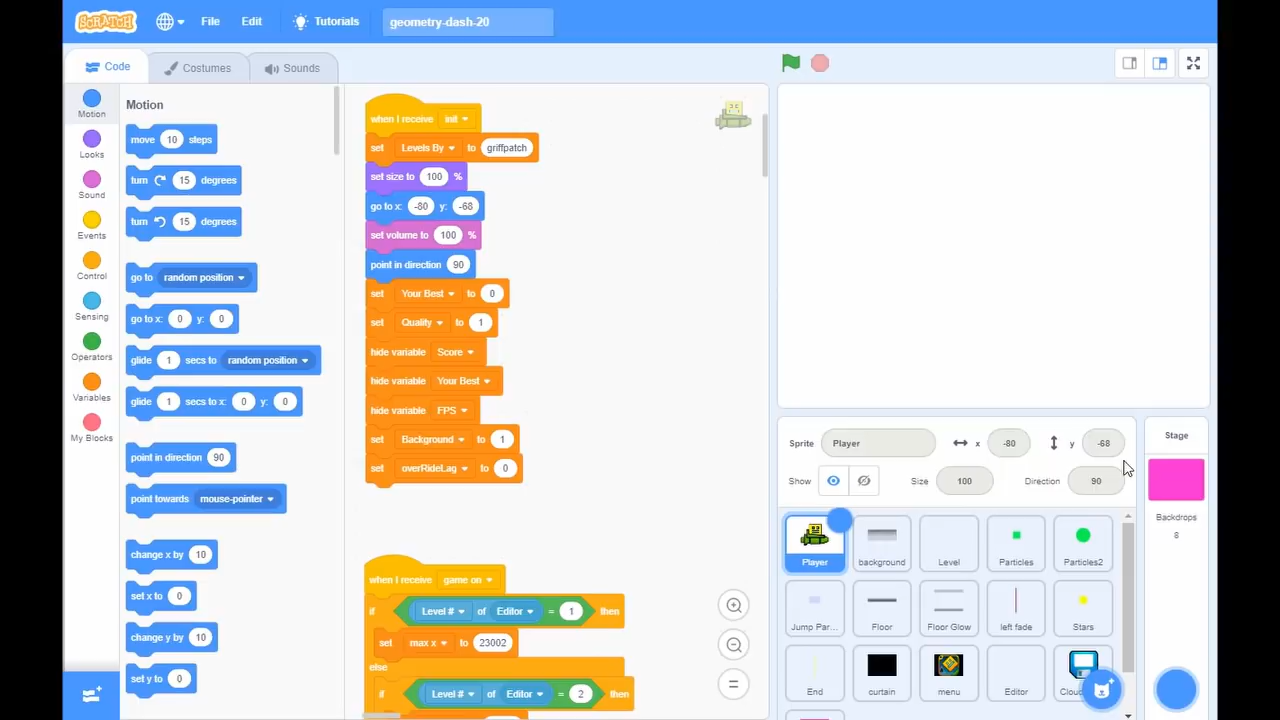 SCRATCH
File
Edit
Tutorials
geometry-dash-20
Code
Costumes
Sounds
Motion
Looks
Sound
Events
Control
Sensing
Operators
Variables
My Blocks
Motion
move 10 steps
turn 15 degrees
turn 15 degrees
go to random position
go to x: 0 y: 0
glide 1 secs to random position
glide 1 secs to x: 0 y: 0
point in direction 90
point towards mouse-pointer
change x by 10
set x to 0
change y by 10
set y to 0
when I receive init
set Levels By to griffpatch
set size to 100 %
go to x: -80 y: -68
set volume to 100 %
point in direction 90
set Your Best to 0
set Quality to 1
hide variable Score
hide variable Your Best
hide variable FPS
set Background to 1
set overRideLag to 0
when I receive game on
if Level # of Editor = 1 then
set max x to 23002
else
if Level # of Editor = 2 then
Sprite Player x -80 y -68
Show Size 100 Direction 90
Player
background
Level
Particles
Particles2
Jump Par...
Floor
Floor Glow
left fade
Stars
End
curtain
menu
Editor
Stage
Backdrops
8